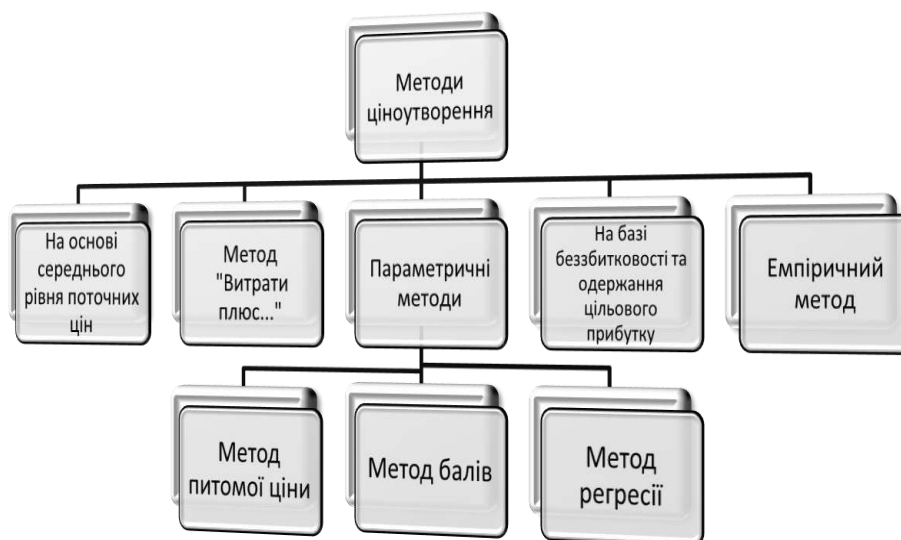 Методи
ціноутворення
На основі
середнього
рівня поточних
цін
Метод
"Витрати
плюс..."
Параметричні
методи
На базі
беззбитковості та
одержання
цільового
прибутку
Емпіричний
метод
Метод
питомої ціни
Метод балів
Метод
регресії